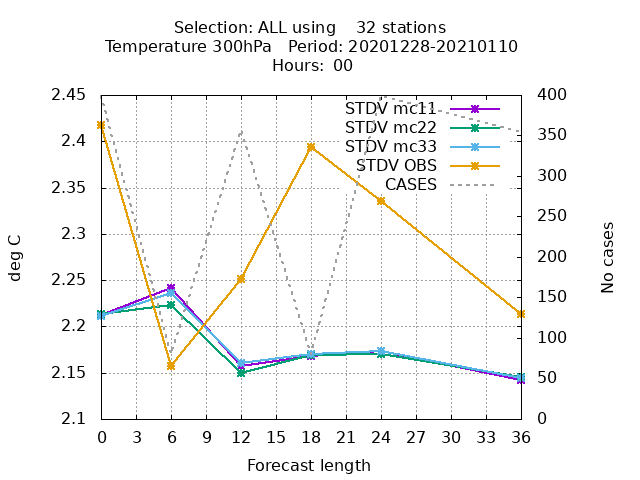 Selection: ALL using    32 stations
Temperature 300hPa   Period: 20201228-20210110
Hours:  00
2.45
2.4
2.35
2.3
2.25
2.2
2.15
2.1
deg C
400
350
300
250
200
150
100
50
0
No cases
STDV mc11
STDV mc22
STDV mc33
STDV OBS
CASES
0 3 6 9 12 15 18 21 24 27 30 33 36
Forecast length